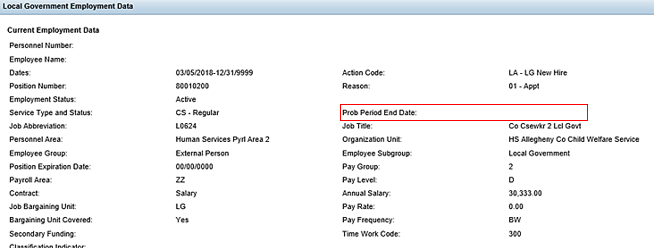 Local Government Employment Data
Current Employment Data
Personnel Number:
Employee Name:
Dates: 03/05/2018-12/31/9999 Action Code: LA - LG New Hire
Position Number: 80010200 Reason: 01 - Appt
Employment Status: Active
Service Type and Status: CS - Regular Prob Period End Date:
Job Abbreviation: L0624 Job Title: Co Csewkr 2 Lcl Govt
Personnel Area: Human Services Pyrl Area 2 Organization Unit: HS Allegheny Co Child Welfare Service
Employee Group: External Person Employee Subgroup: Local Government
Position Expiration Date: 00/00/0000 Pay Group: 2
Payroll Area: ZZ Pay Level: D
Contract: Salary Annual Salary: 30,333.00
Job Bargaining Unit: LG Pay Rate: 0.00
Bargaining Unit Covered: Yes Pay Frequency: BW
Secondary Funding: Time Work Code: 300
Classification Indicator: